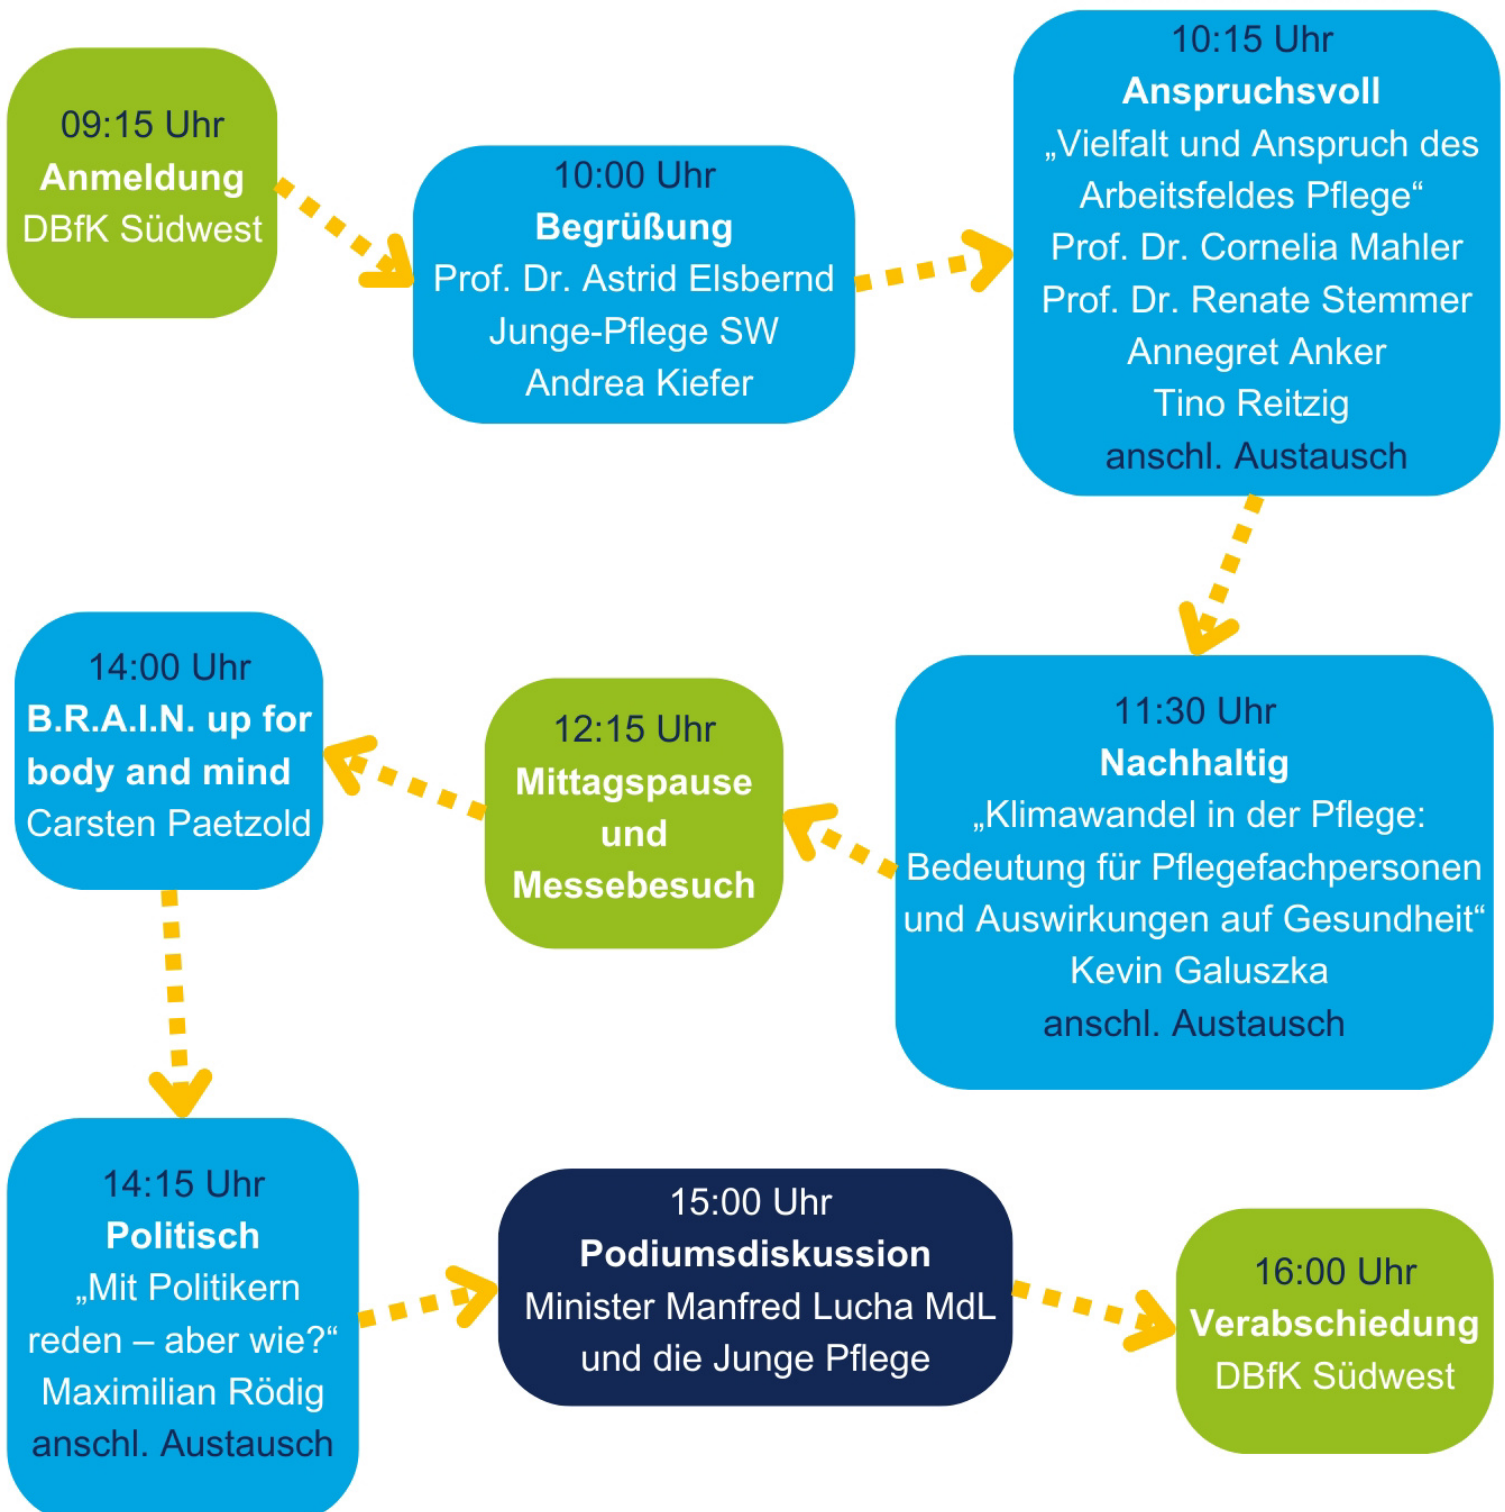 09:15 Uhr
Anmeldung
DBfK Südwest
10:00 Uhr
Begrüßung
Prof. Dr. Astrid Elsbernd
Junge-Pflege SW
Andrea Kiefer
10:15 Uhr
Anspruchsvoll
„Vielfalt und Anspruch des
Arbeitsfeldes Pflege“
Prof. Dr. Cornelia Mahler
Prof. Dr. Renate Stemmer
Annegret Anker
Tino Reitzig
anschl. Austausch
11:30 Uhr
Nachhaltig
„Klimawandel in der Pflege:
Bedeutung für Pflegefachpersonen
und Auswirkungen auf Gesundheit“
Kevin Galuszka
anschl. Austausch
12:15 Uhr
Mittagspause
und
Messebesuch
14:00 Uhr
B.R.A.I.N. up for
body and mind
Carsten Paetzold
14:15 Uhr
Politisch
„Mit Politikern
reden – aber wie?“
Maximilian Rödig
anschl. Austausch
15:00 Uhr
Podiumsdiskussion
Minister Manfred Lucha MdL
und die Junge Pflege
16:00 Uhr
Verabschiedung
DBfK Südwest